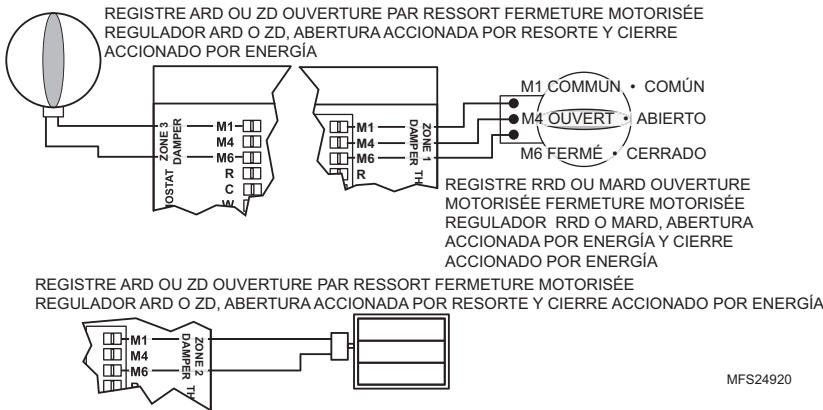 REGISTRE ARD OU ZD OUVERTURE PAR RESSORT FERMETURE MOTORISÉE
REGULADOR ARD O ZD, ABERTURA ACCIONADA POR RESORTE Y CIERRE
ACCIONADO POR ENERGÍA
ZONE 3
DAMPER
M1
M4
M6
R
C
W
MOSTAT
M1
M4
M6
R
ZONE 1
DAMPER
TH
M1 COMMUN • COMÚN
M4 OUVERT • ABIERTO
M6 FERMÉ • CERRADO
REGISTRE RRD OU MARD OUVERTURE
MOTORISÉE FERMETURE MOTORISÉE
REGULADOR RRD O MARD, ABERTURA
ACCIONADA POR ENERGÍA Y CIERRE
ACCIONADO POR ENERGÍA
REGISTRE ARD OU ZD OUVERTURE PAR RESSORT FERMETURE MOTORISÉE
REGULADOR ARD O ZD, ABERTURA ACCIONADA POR RESORTE Y CIERRE ACCIONADO POR ENERGÍA
M1
M4
M6
ZONE 2
DAMPER
TH
MFS24920